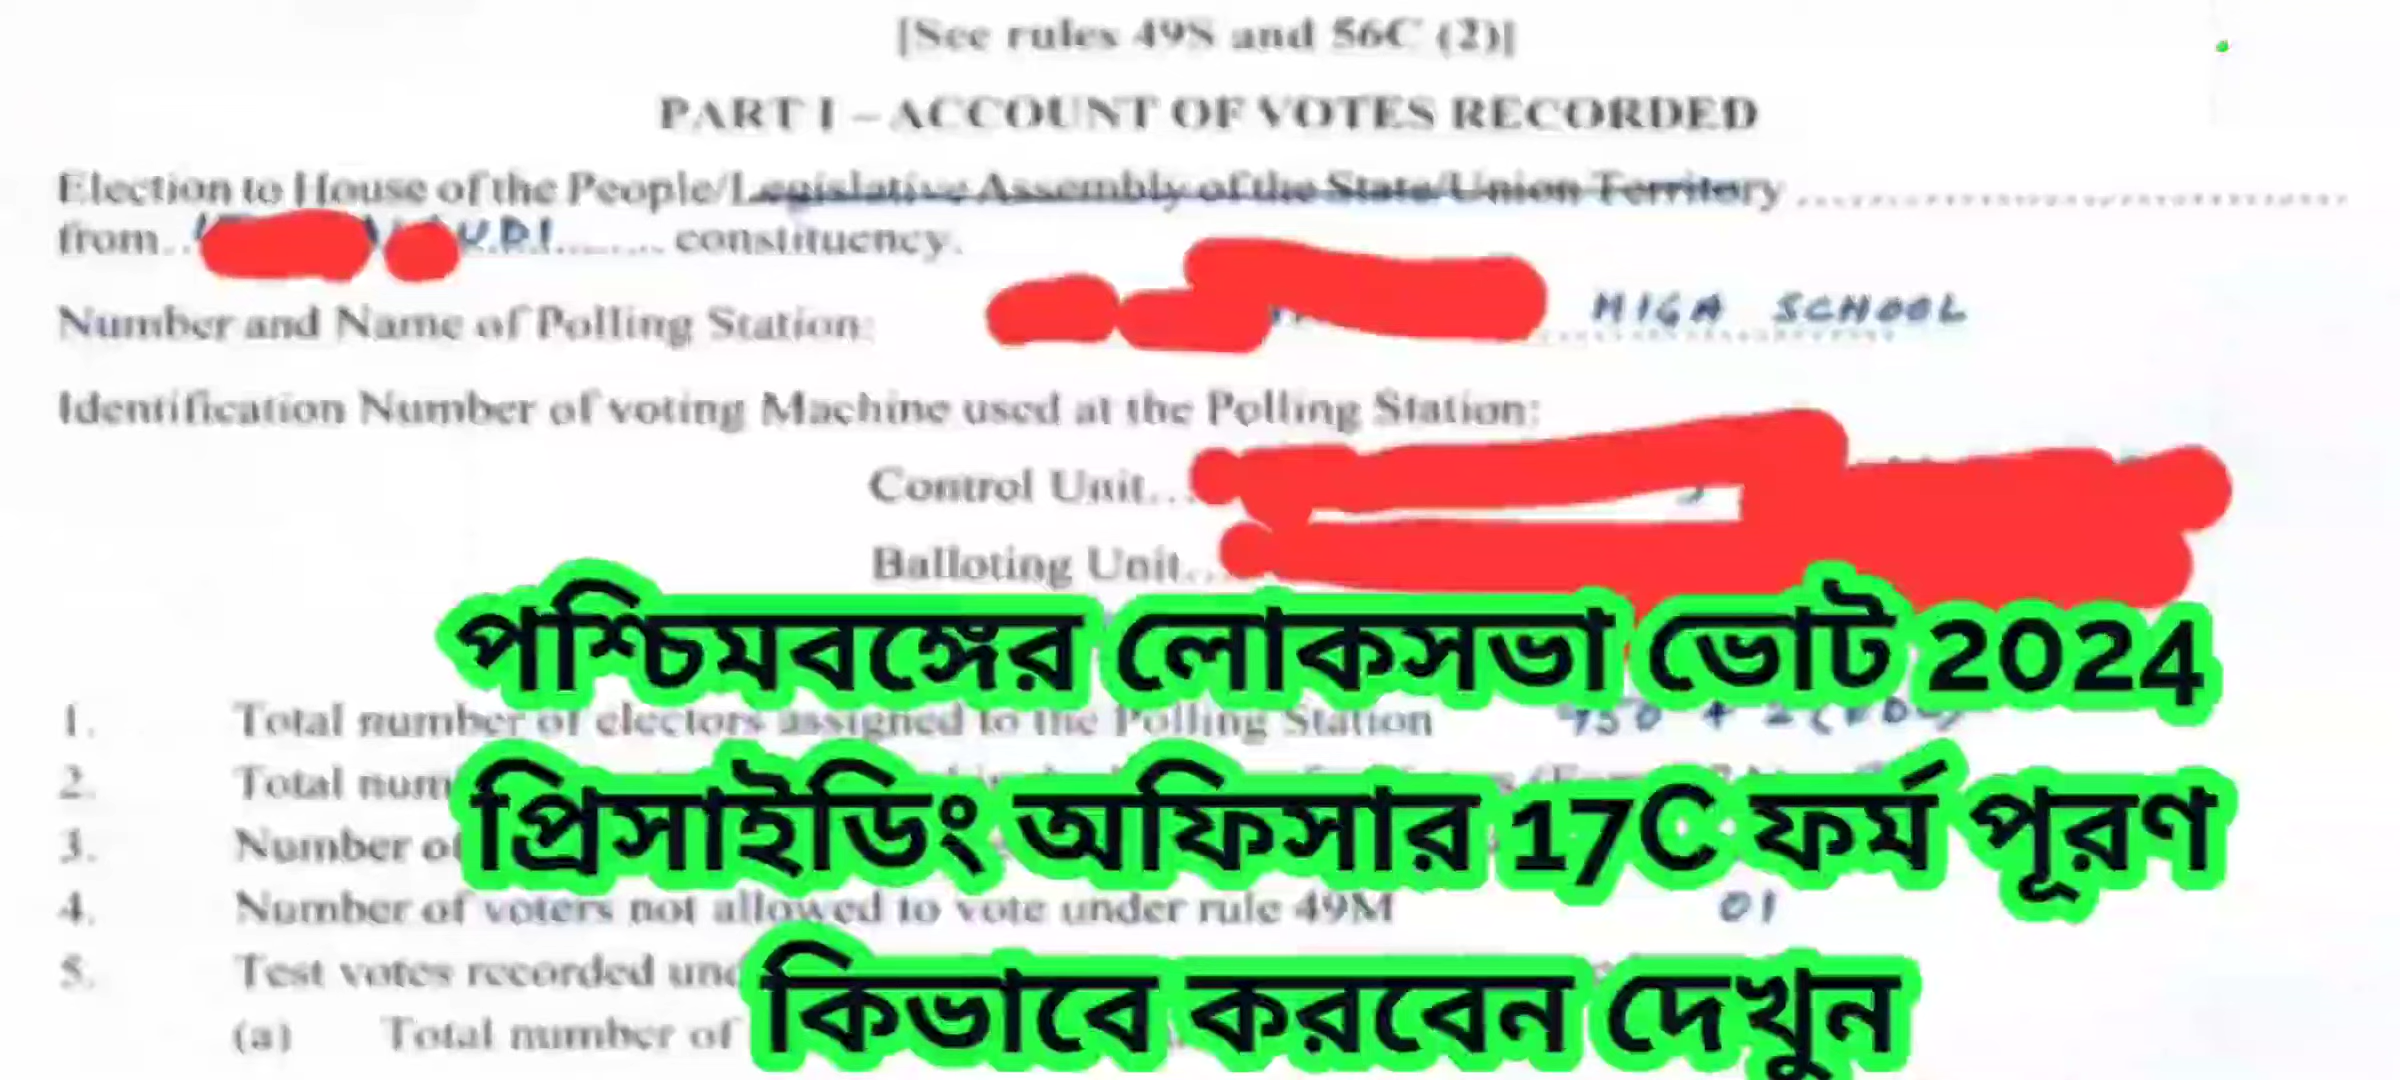 [See rules 49S and 56C (2)]
PART I – ACCOUNT OF VOTES RECORDED
Election to House of the People/Legislative Assembly of the State/Union Territory
from UDI constituency.
Number and Name of Polling Station: HIGH SCHOOL
Identification Number of voting Machine used at the Polling Station:
Control Unit
Balloting Unit
পশ্চিমবঙ্গের লোকসভা ভোট 2024
1. Total number of electors assigned to the Polling Station 950 + 2
2. Total
প্রিসাইডিং অফিসার 17C ফর্ম পূরণ
3. Number of
4. Number of voters not allowed to vote under rule 49M 01
5. Test votes recorded
কিভাবে করবেন দেখুন
(a) Total number of